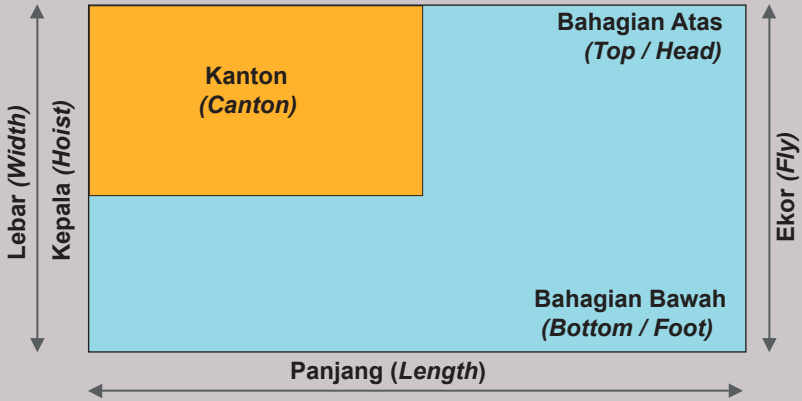 Lebar (Width)
Kepala (Hoist)
Kanton
(Canton)
Bahagian Atas
(Top / Head)
Ekor (Fly)
Bahagian Bawah
(Bottom / Foot)
Panjang (Length)